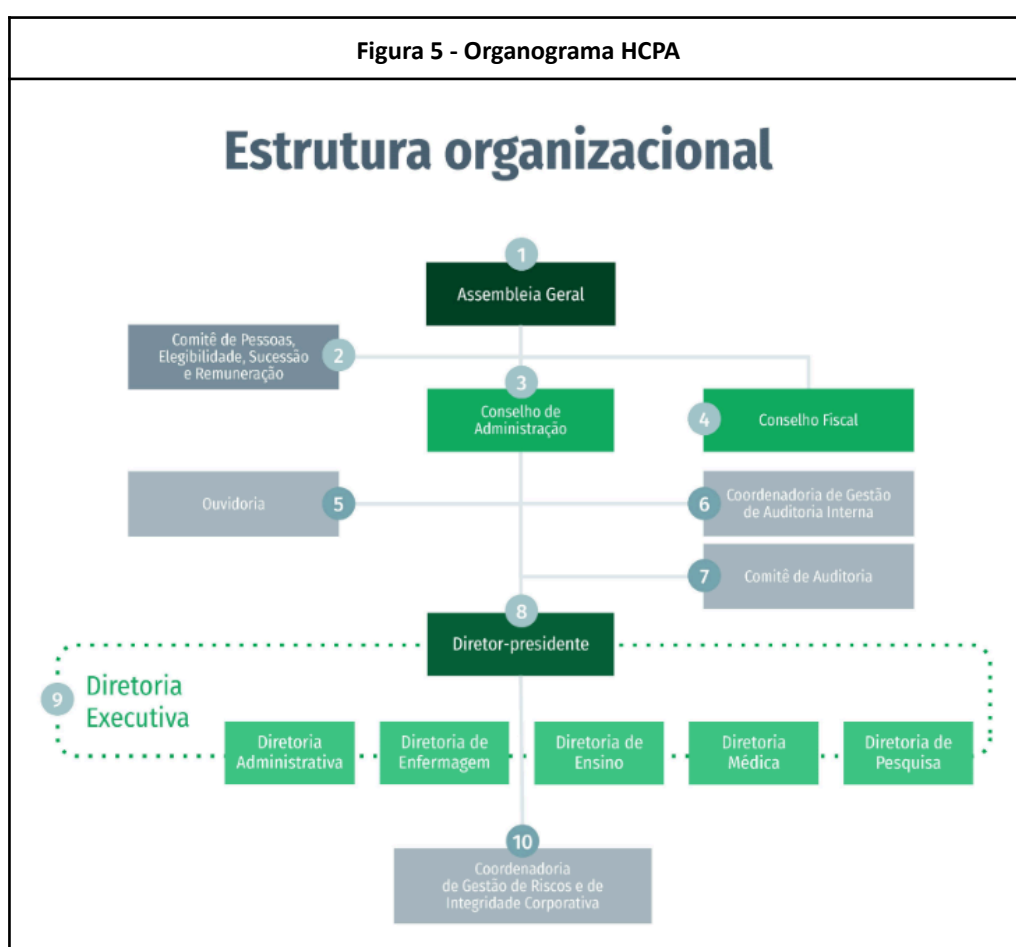 Figura 5 - Organograma HCPA
Estrutura organizacional
1
Assembleia Geral
Comitê de Pessoas,
Elegibilidade, Sucessão
e Remuneração
2
3
Conselho de
Administração
4
Conselho Fiscal
Ouvidoria
5
6
Coordenadoria de Gestão
de Auditoria Interna
7
Comitê de Auditoria
8
Diretor-presidente
9
Diretoria
Executiva
Diretoria
Administrativa
Diretoria de
Enfermagem
Diretoria de
Ensino
Diretoria
Médica
Diretoria de
Pesquisa
10
Coordenadoria
de Gestão de Riscos e de
Integridade Corporativa